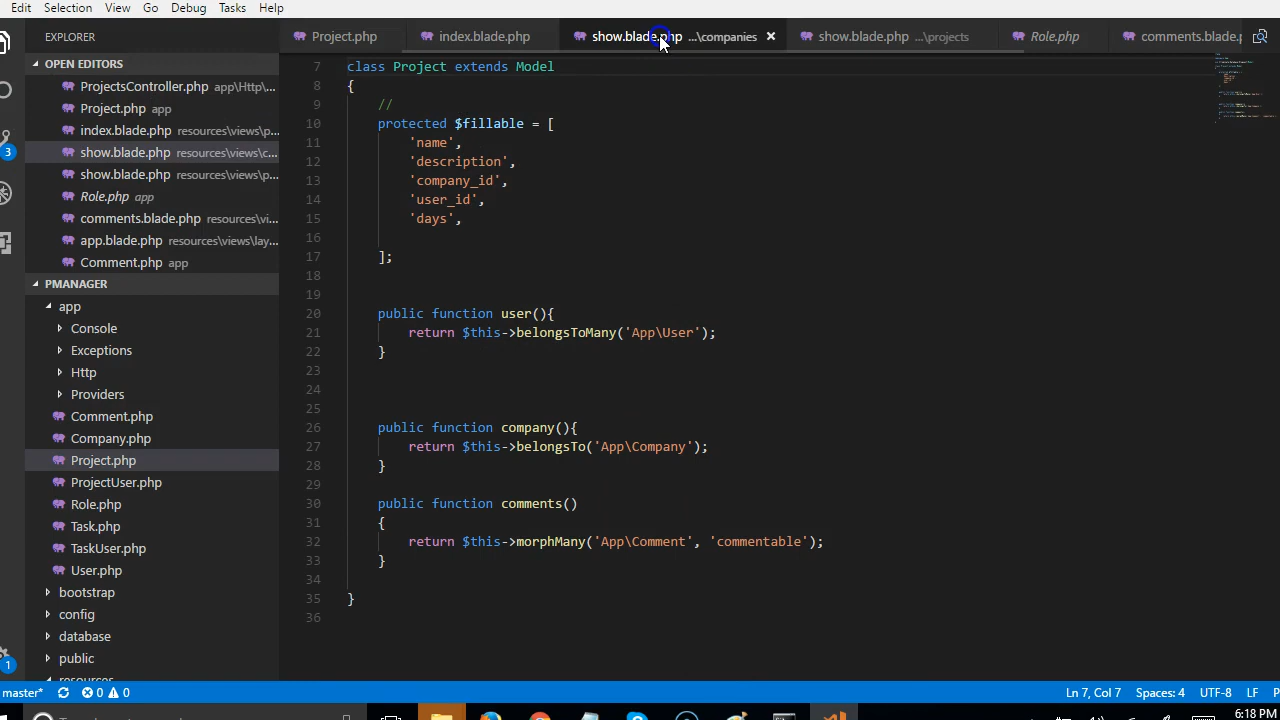 Edit Selection View Go Debug Tasks Help
EXPLORER
Project.php index.blade.php show.blade.php ...\companies × show.blade.php ...\projects Role.php comments.blade.p
OPEN EDITORS
ProjectsController.php app\Http\...
Project.php app
index.blade.php resources\views\p...
show.blade.php resources\views\c...
show.blade.php resources\views\p...
Role.php app
comments.blade.php resources\vi...
app.blade.php resources\views\lay...
Comment.php app
PMANAGER
app
Console
Exceptions
Http
Providers
Comment.php
Company.php
Project.php
ProjectUser.php
Role.php
Task.php
TaskUser.php
User.php
bootstrap
config
database
public
resources
3
1
7 class Project extends Model
8 {
9 //
10 protected $fillable = [
11 'name',
12 'description',
13 'company_id',
14 'user_id',
15 'days',
16
17 ];
18
19
20 public function user(){
21 return $this->belongsToMany('App\User');
22 }
23
24
25
26 public function company(){
27 return $this->belongsTo('App\Company');
28 }
29
30 public function comments()
31 {
32 return $this->morphMany('App\Comment', 'commentable');
33 }
34
35 }
36
master* 0 0 Ln 7, Col 7 Spaces: 4 UTF-8 LF P
6:18 PM